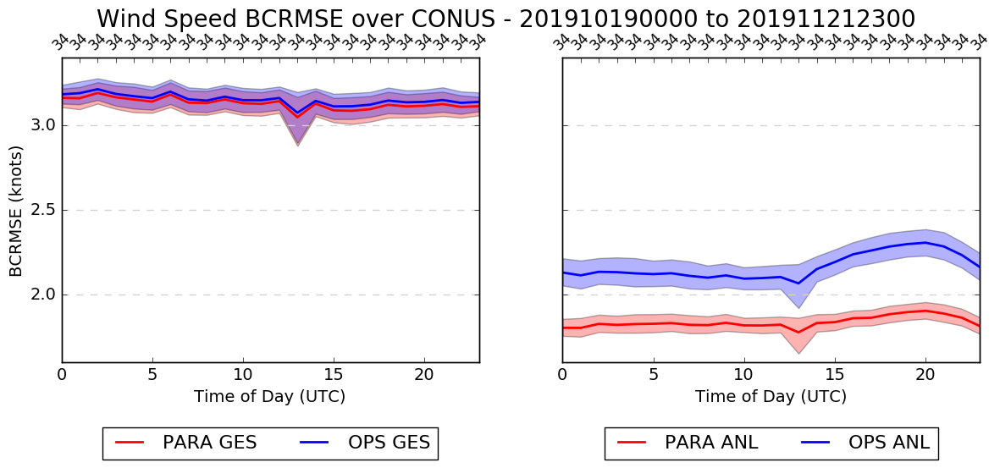 Wind Speed BCRMSE over CONUS - 201910190000 to 201911212300
34 34 34 34 34 34 34 34 34 34 34 34 34 34 34 34 34 34 34 34 34 34 34 34
34 34 34 34 34 34 34 34 34 34 34 34 34 34 34 34 34 34 34 34 34 34 34 34
BCRMSE (knots)
3.0
2.5
2.0
0 5 10 15 20
Time of Day (UTC)
0 5 10 15 20
Time of Day (UTC)
PARA GES OPS GES
PARA ANL OPS ANL